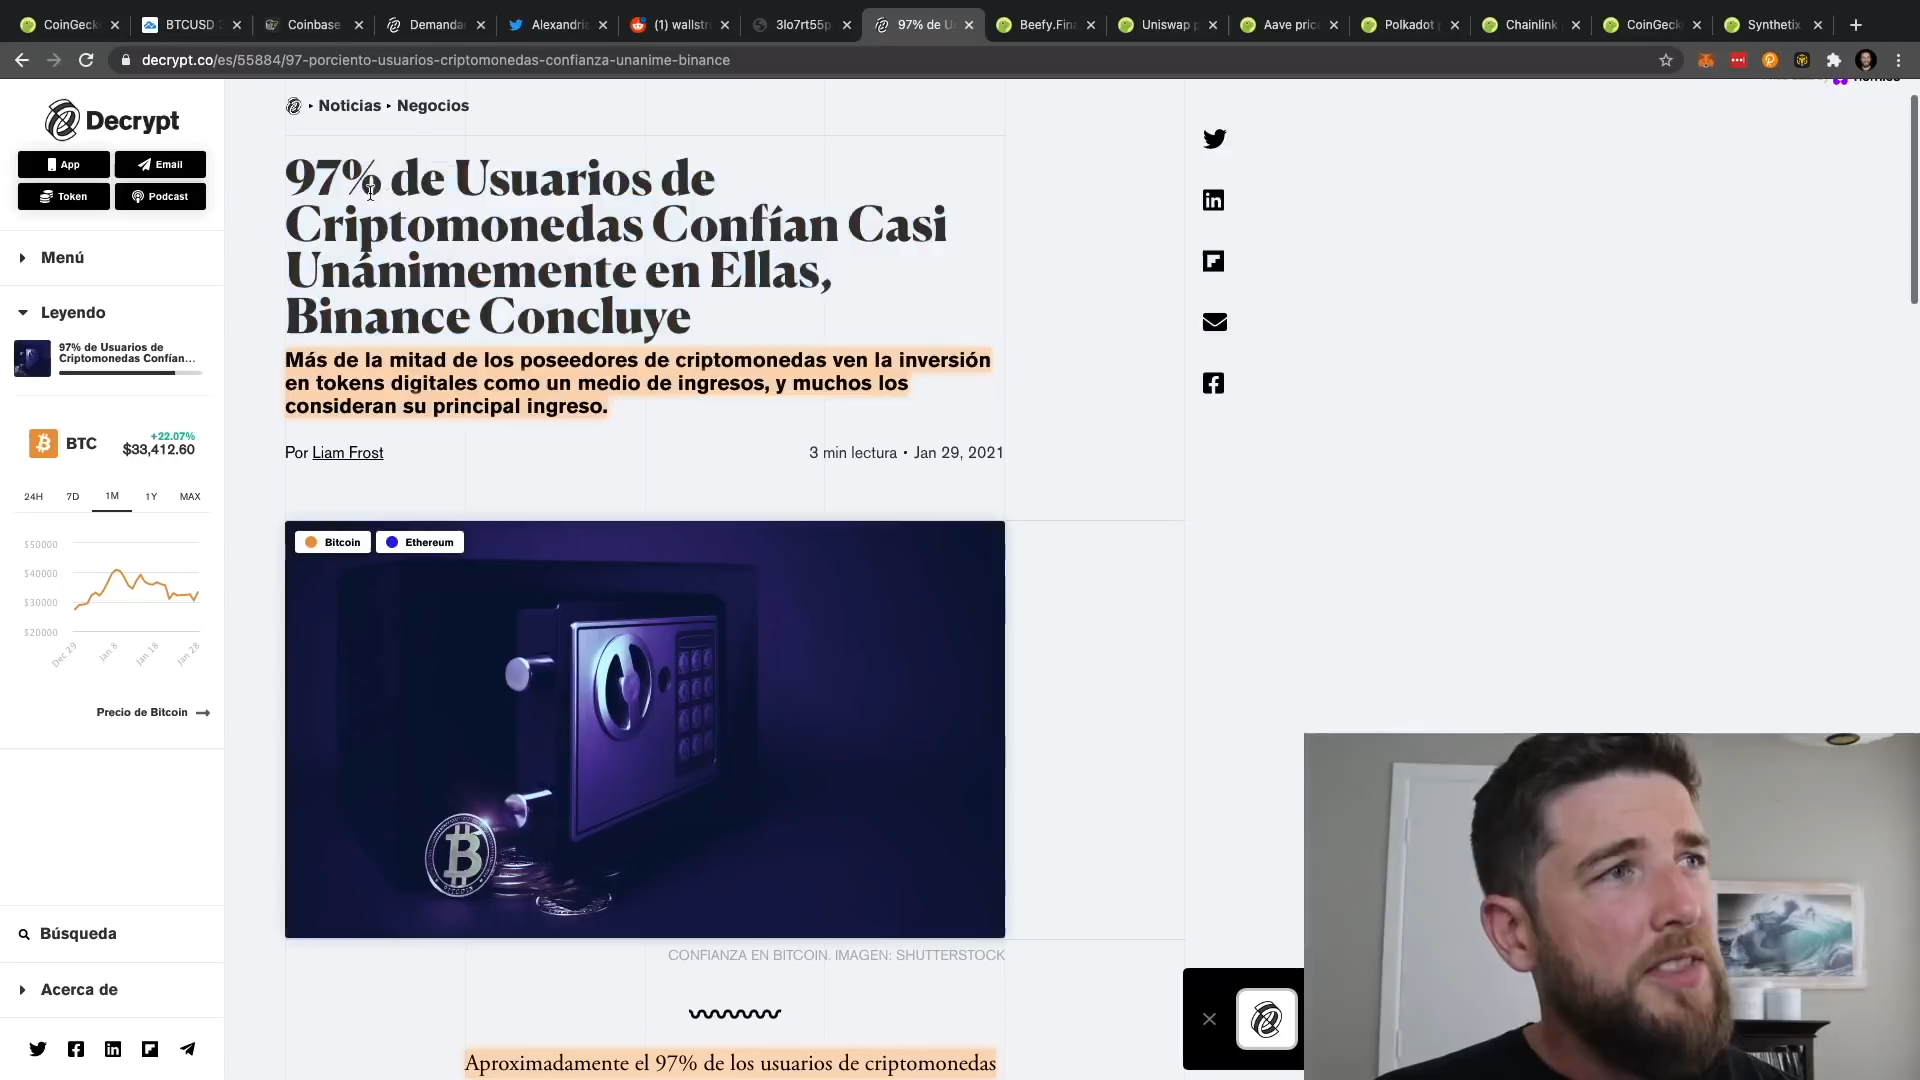 CoinGeck
BTCUSD
Coinbase
Demanda
Alexandria
(1) wallstr
3lo7rt55p
97% de U
Beefy.Fin
Uniswap p
Aave pric
Polkadot
Chainlink
CoinGeck
Synthetix
decrypt.co/es/55884/97-porciento-usuarios-criptomonedas-confianza-unanime-binance
Decrypt
App
Email
Token
Podcast
Menú
Leyendo
97% de Usuarios de
Criptomonedas Confían...
BTC
+22.07%
$33,412.60
24H 7D 1M 1Y MAX
$50000
$40000
$30000
$20000
Dec 29 Jan 8 Jan 18 Jan 28
Precio de Bitcoin
Búsqueda
Acerca de
Noticias Negocios
97% de Usuarios de
Criptomonedas Confían Casi
Unánimemente en Ellas,
Binance Concluye
Más de la mitad de los poseedores de criptomonedas ven la inversión
en tokens digitales como un medio de ingresos, y muchos los
consideran su principal ingreso.
Por Liam Frost
3 min lectura • Jan 29, 2021
Bitcoin
Ethereum
BITCOIN
CONFIANZA EN BITCOIN. IMAGEN: SHUTTERSTOCK
Aproximadamente el 97% de los usuarios de criptomonedas